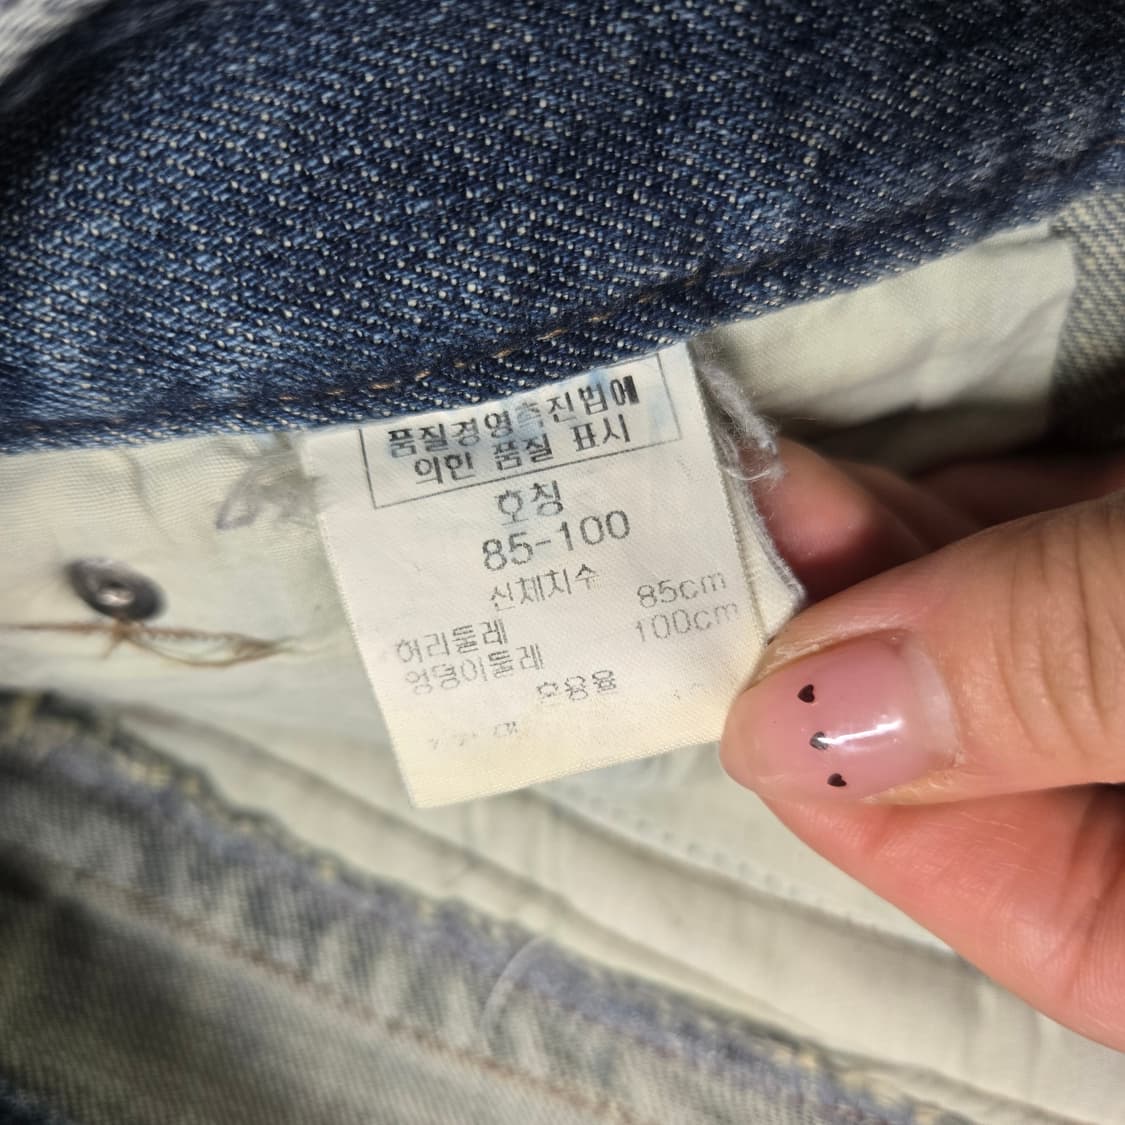 품질경영촉진법에
의한 품질 표시
호칭
85-100
신체치수
허리둘레 85cm
엉덩이둘레 100cm
혼용율